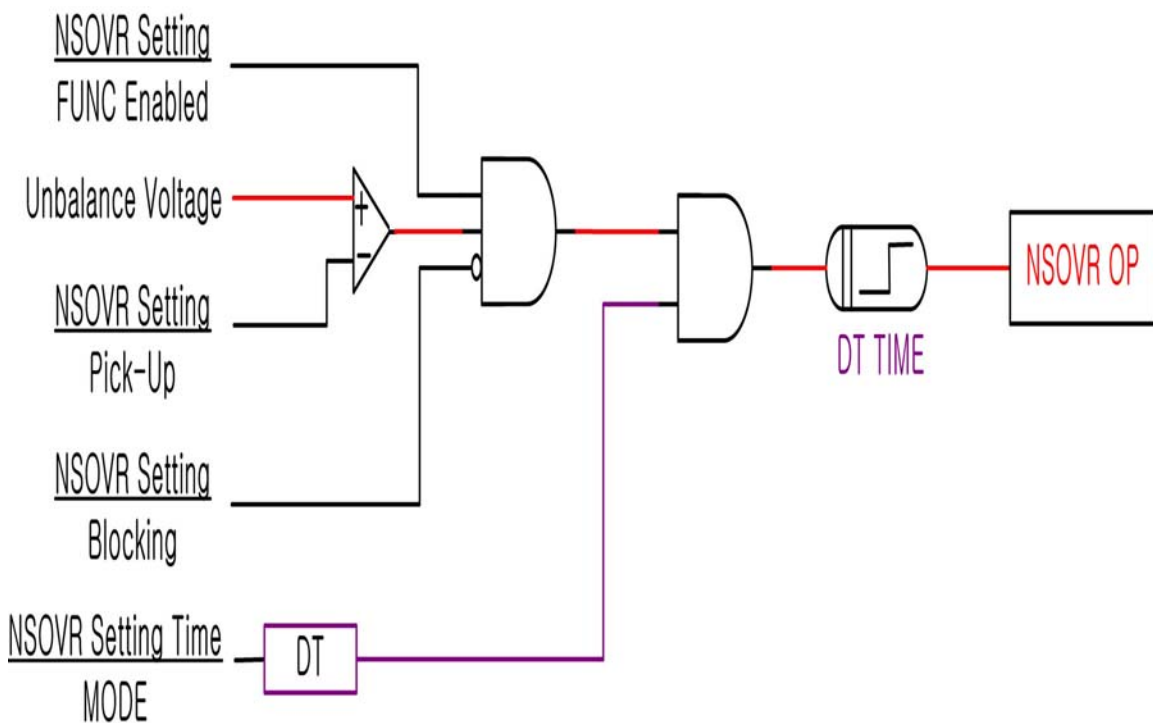 NSOVR Setting
FUNC Enabled
Unbalance Voltage
+
-
NSOVR Setting
Pick-Up
NSOVR Setting
Blocking
NSOVR Setting Time
MODE
DT
DT TIME
NSOVR OP